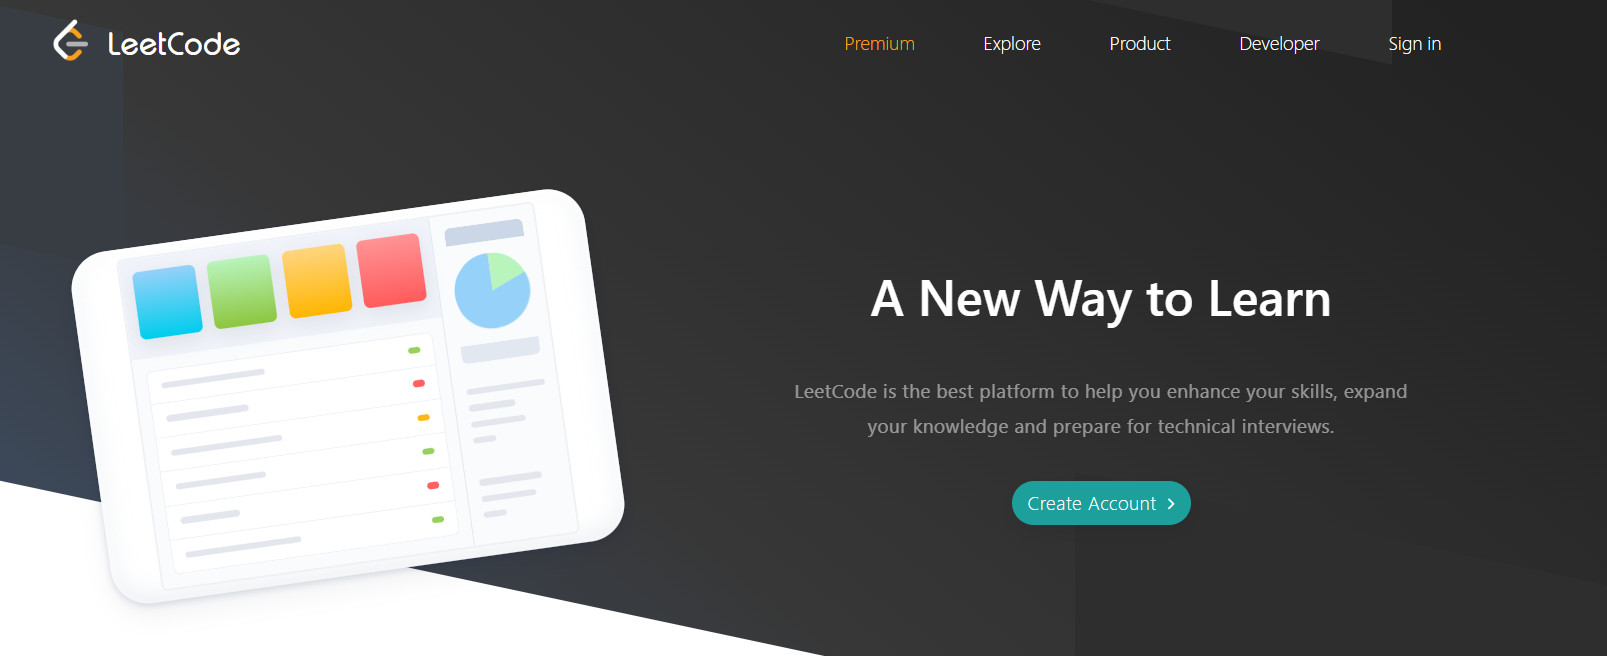 LeetCode
Premium Explore Product Developer Sign in
A New Way to Learn
LeetCode is the best platform to help you enhance your skills, expand
your knowledge and prepare for technical interviews.
Create Account